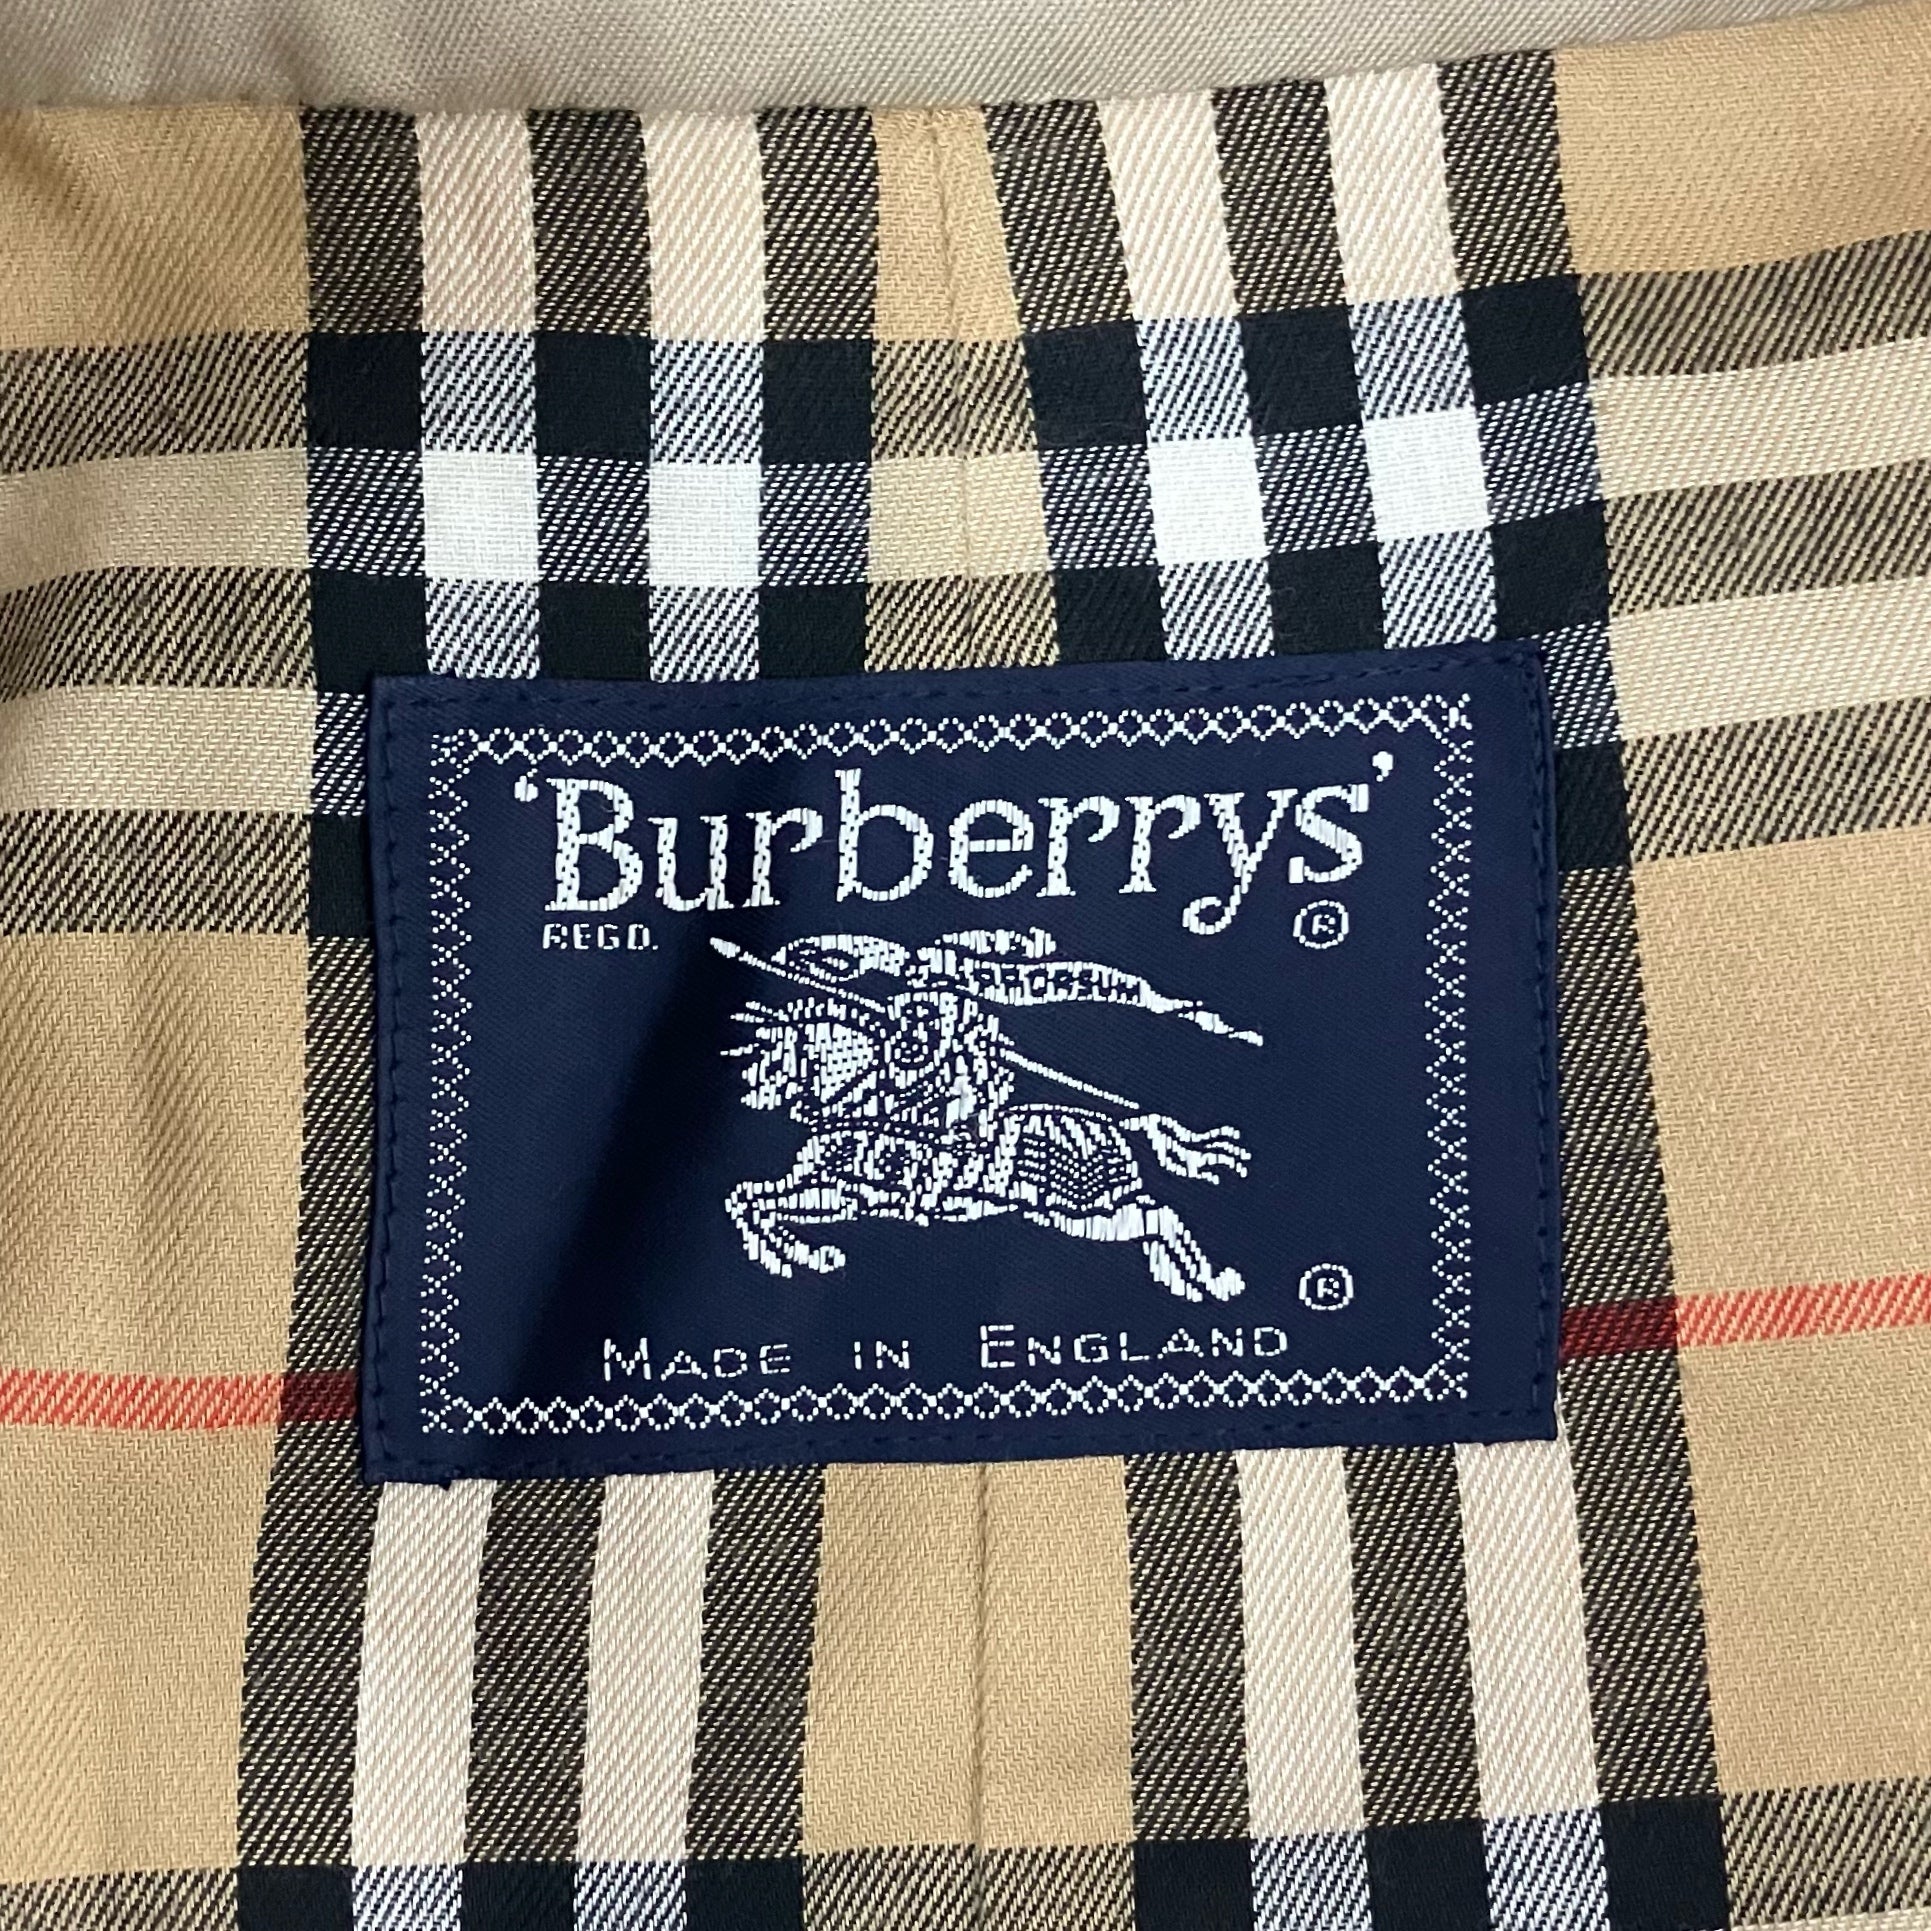 'Burberrys'
REGD. ®
PRORSUM
®
MADE IN ENGLAND